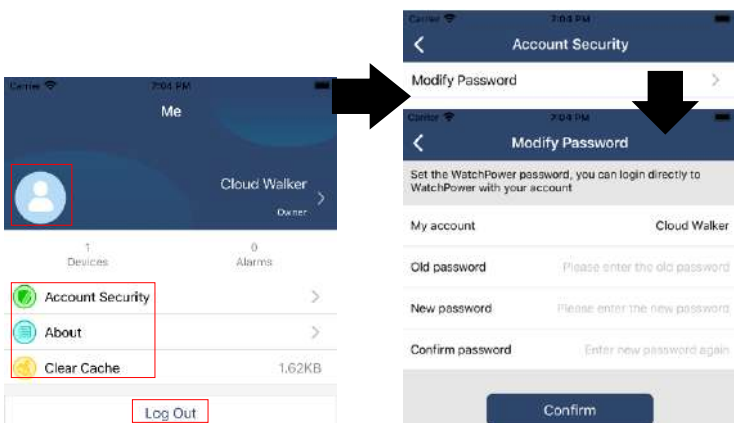 Carrier 7:04 PM
Me
Cloud Walker
Owner
1 0
Devices Alarms
Account Security
About
Clear Cache 1.62KB
Log Out
Carrier 7:04 PM
Account Security
Modify Password
Carrier 7:04 PM
Modify Password
Set the WatchPower password, you can login directly to
WatchPower with your account
My account Cloud Walker
Old password Please enter the old password
New password Please enter the new password
Confirm password Enter new password again
Confirm